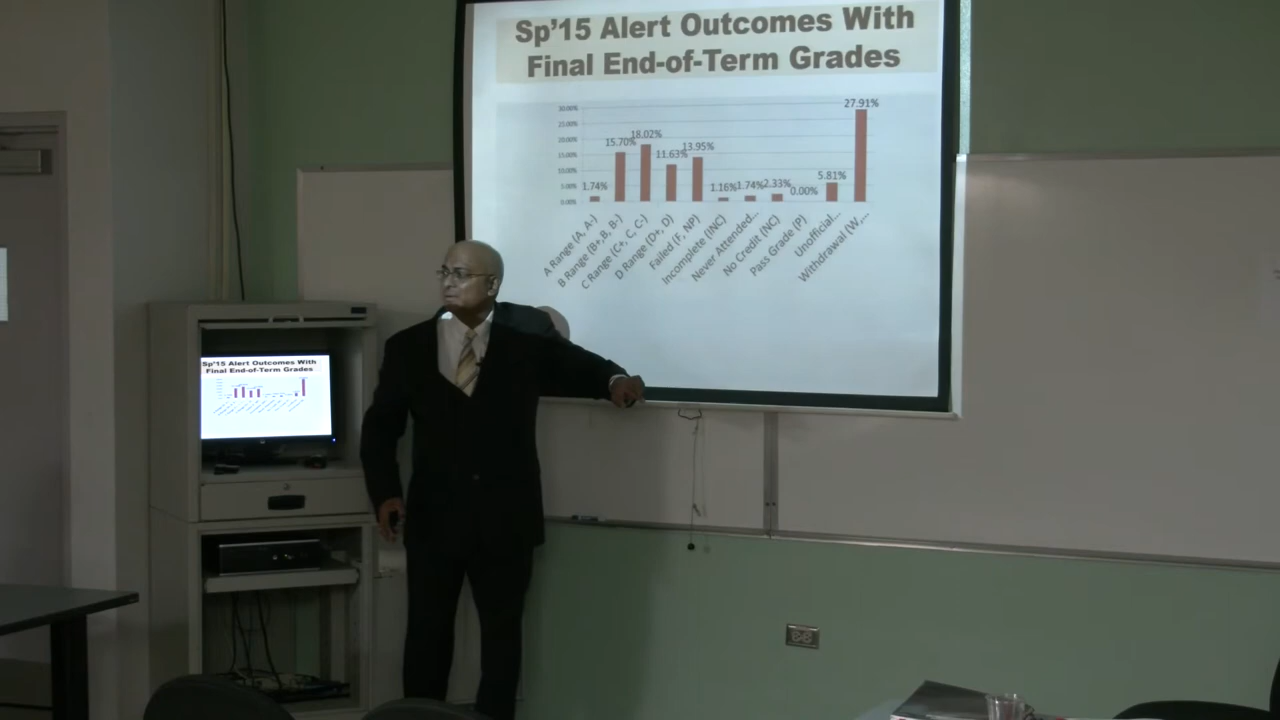 Sp’15 Alert Outcomes With
Final End-of-Term Grades
30.00%
25.00%
20.00%
15.00%
10.00%
5.00%
0.00%
1.74%
15.70%
18.02%
11.63%
13.95%
1.16%
1.74%
2.33%
0.00%
5.81%
27.91%
A Range (A, A-)
B Range (B+,B, B-)
C Range (C+, C, C-)
D Range (D+, D)
Failed (F, NP)
Incomplete (INC)
Never Attended...
No Credit (NC)
Pass Grade (P)
Unofficial...
Withdrawal (W,...
Sp'15 Alert Outcomes With
Final End-of-Term Grades